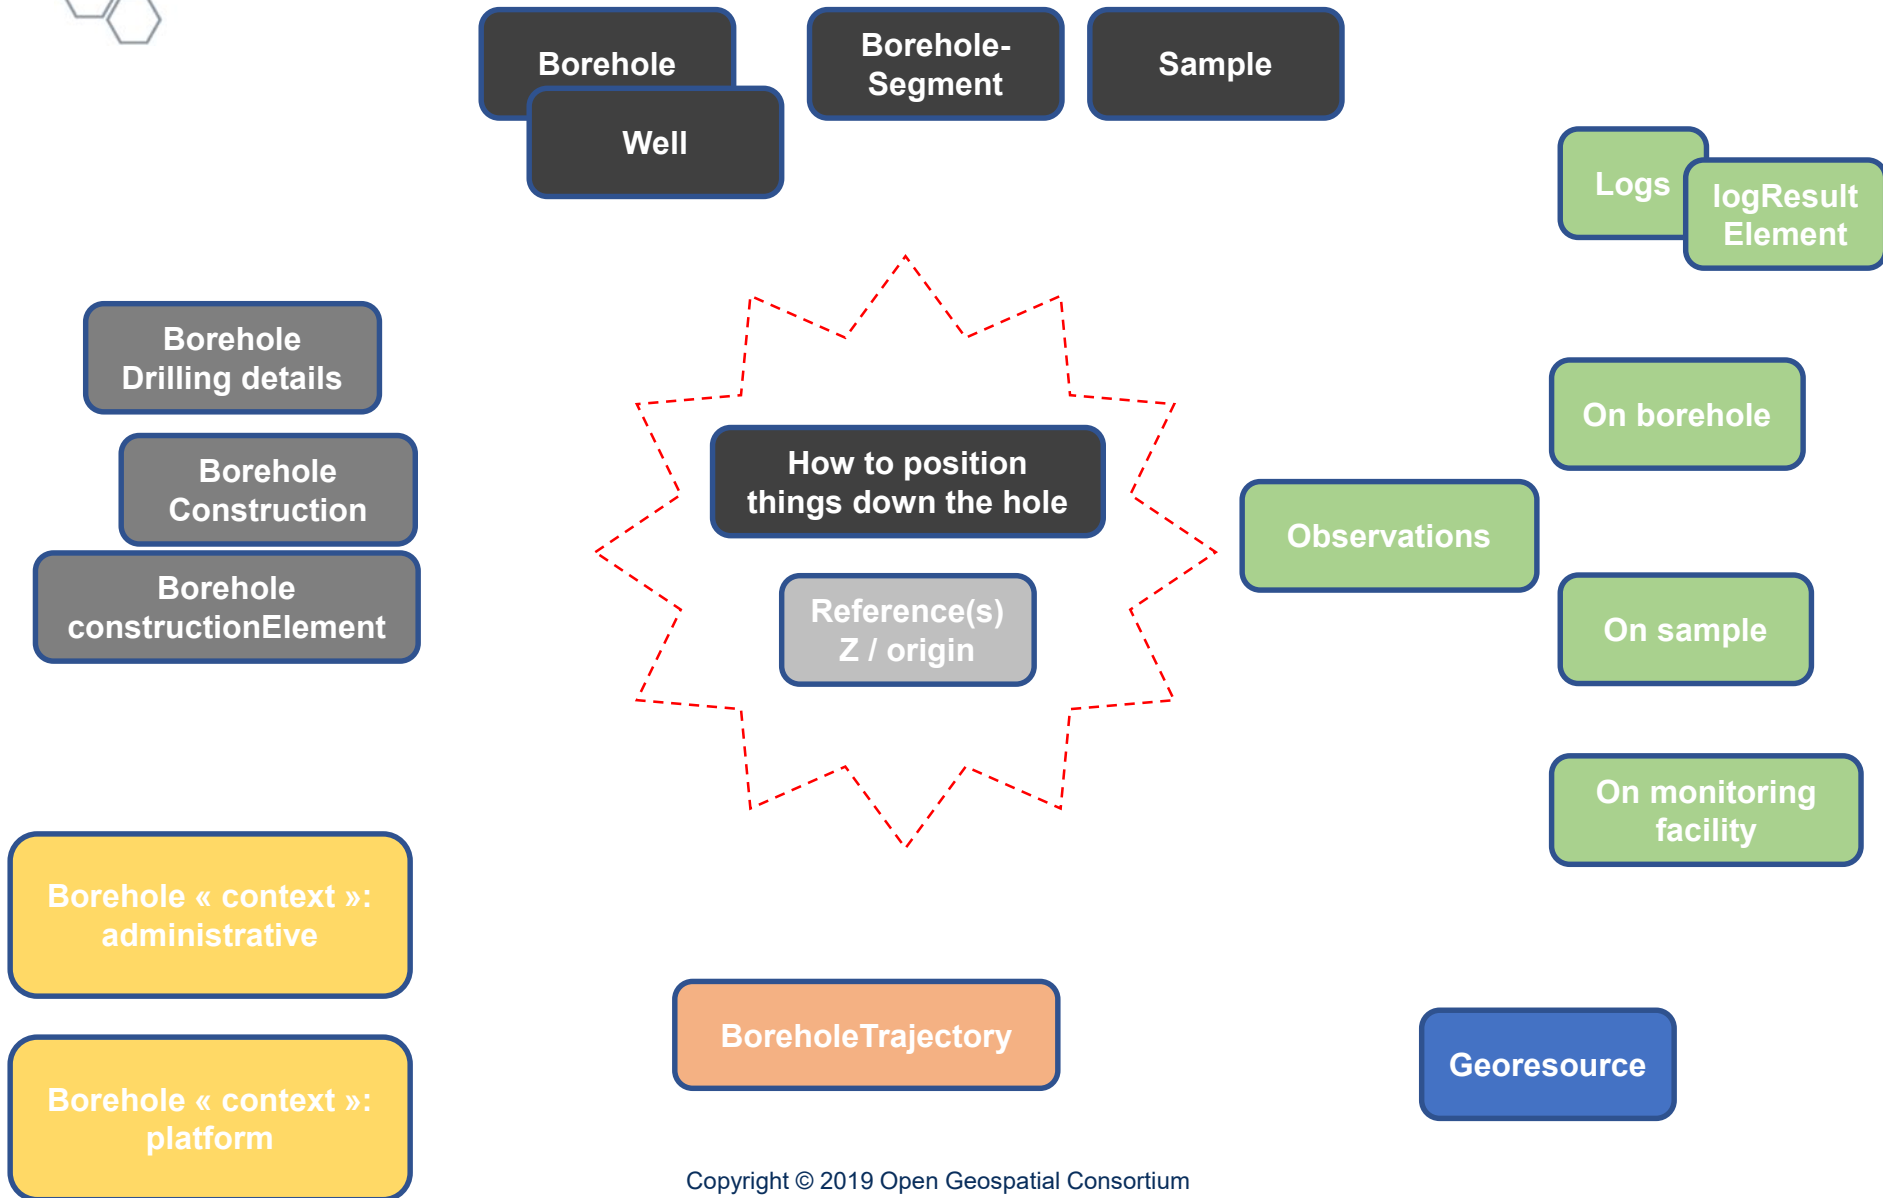 Borehole
Well
Borehole-
Segment
Sample
Logs
logResult
Element
Borehole
Drilling details
Borehole
Construction
Borehole
constructionElement
How to position
things down the hole
Reference(s)
Z / origin
Observations
On borehole
On sample
On monitoring
facility
Borehole « context »:
administrative
Borehole « context »:
platform
BoreholeTrajectory
Georesource
Copyright © 2019 Open Geospatial Consortium